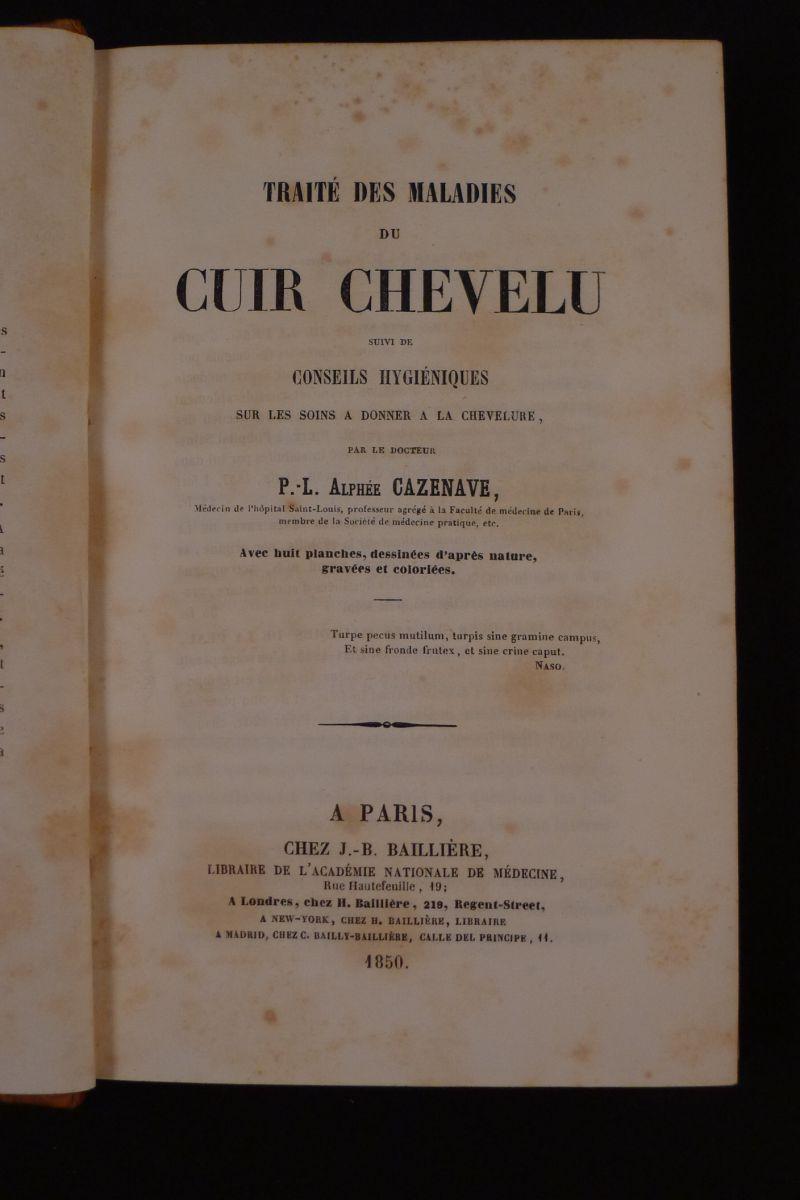 TRAITÉ DES MALADIES
DU
CUIR CHEVELU
SUIVI DE
CONSEILS HYGIÉNIQUES
SUR LES SOINS A DONNER A LA CHEVELURE,
PAR LE DOCTEUR
P.-L. ALPHÉE CAZENAVE,
Médecin de l'hôpital Saint-Louis, professeur agrégé à la Faculté de médecine de Paris,
membre de la Société de médecine pratique, etc.
Avec huit planches, dessinées d'après nature,
gravées et coloriées.
Turpe pecus mutilum, turpis sine gramine campus,
Et sine fronde frutex, et sine crine caput.
NASO.
A PARIS,
CHEZ J.-B. BAILLIÈRE,
LIBRAIRE DE L'ACADÉMIE NATIONALE DE MÉDECINE,
Rue Hautefeuille, 19;
A Londres, chez H. Baillière, 219, Regent-Street,
A NEW-YORK, CHEZ H. BAILLIÈRE, LIBRAIRE
A MADRID, CHEZ C. BAILLY-BAILLIÈRE, CALLE DEL PRINCIPE, 11.
1850.